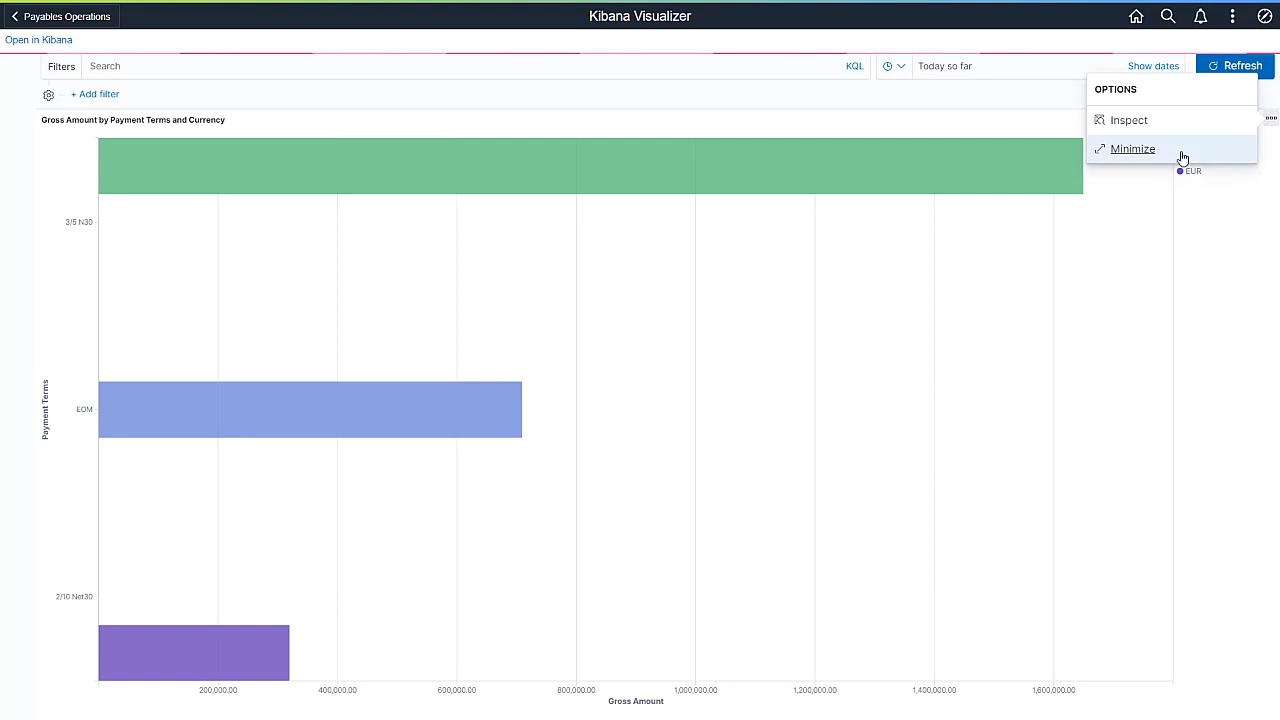 Payables Operations
Kibana Visualizer
Open in Kibana
Filters
Search
KQL
Today so far
Show dates
Refresh
+ Add filter
OPTIONS
Inspect
Minimize
Gross Amount by Payment Terms and Currency
EUR
3/5 N30
EOM
2/10 Net30
Payment Terms
200,000.00
400,000.00
600,000.00
800,000.00
1,000,000.00
1,200,000.00
1,400,000.00
1,600,000.00
Gross Amount